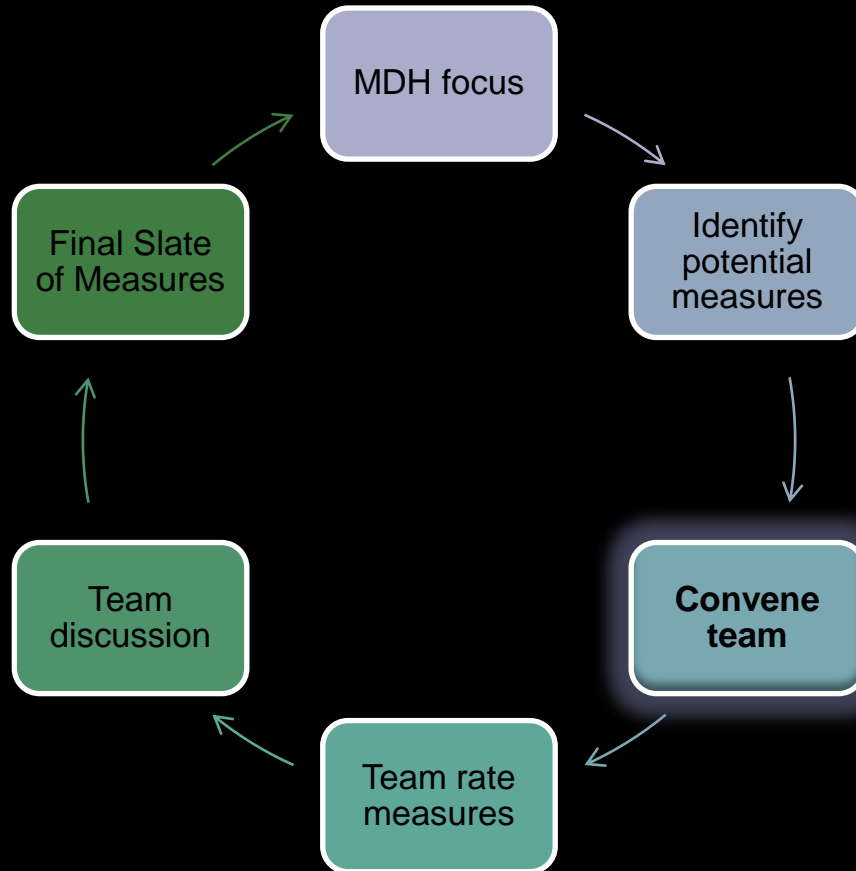 MDH focus
Identify
potential
measures
Convene
team
Team rate
measures
Team
discussion
Final Slate
of Measures